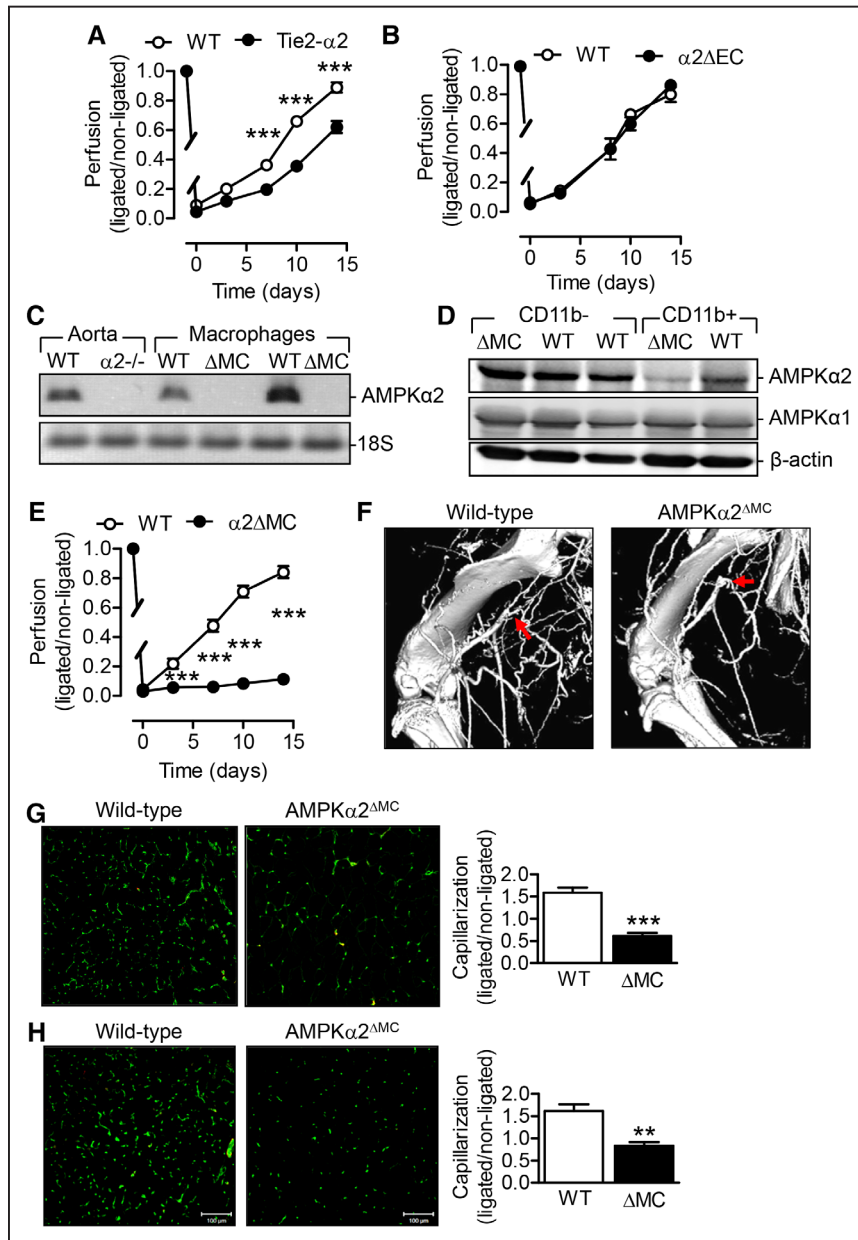 A
WT Tie2-α2
Perfusion
(ligated/non-ligated)
1.0
0.8
0.6
0.4
0.2
0.0
***
***
***
0 5 10 15
Time (days)
B
WT α2ΔEC
Perfusion
(ligated/non-ligated)
1.0
0.8
0.6
0.4
0.2
0.0
0 5 10 15
Time (days)
C
Aorta Macrophages
WT α2-/- WT ΔMC WT ΔMC
AMPKα2
18S
D
CD11b- CD11b+
ΔMC WT WT ΔMC WT
AMPKα2
AMPKα1
β-actin
E
WT α2ΔMC
Perfusion
(ligated/non-ligated)
1.0
0.8
0.6
0.4
0.2
0.0
***
***
***
***
0 5 10 15
Time (days)
F
Wild-type AMPKα2ΔMC
G
Wild-type AMPKα2ΔMC
Capillarization
(ligated/non-ligated)
2.0
1.5
1.0
0.5
0.0
***
WT ΔMC
H
Wild-type AMPKα2ΔMC
100 µm 100 µm
Capillarization
(ligated/non-ligated)
2.0
1.5
1.0
0.5
0.0
**
WT ΔMC